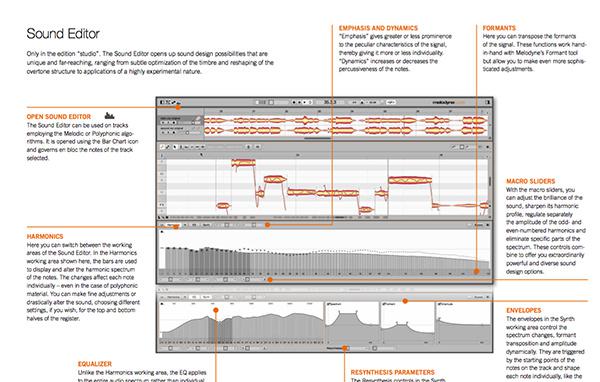 Sound Editor
Only in the edition “studio”. The Sound Editor opens up sound design possibilities that are
unique and far-reaching, ranging from subtle optimization of the timbre and reshaping of the
overtone structure to applications of a highly experimental nature.
EMPHASIS AND DYNAMICS
“Emphasis” gives greater or less prominence
to the peculiar characteristics of the signal,
thereby giving it more or less individuality.
“Dynamics” increases or decreases the
percussiveness of the notes.
FORMANTS
Here you can transpose the formants
of the signal. These functions work hand-
in-hand with Melodyne’s Formant tool
but allow you to make even more sophis-
ticated adjustments.
OPEN SOUND EDITOR
The Sound Editor can be used on tracks
employing the Melodic or Polyphonic algo-
rithms. It is opened using the Bar Chart icon
and governs en bloc the notes of the track
selected.
HARMONICS
Here you can switch between the working
areas of the Sound Editor. In the Harmonics
working area shown here, the bars are used
to display and alter the harmonic spectrum
of the notes. The changes affect each note
individually – even in the case of polyphonic
material. You can make fine adjustments or
drastically alter the sound, choosing different
settings, if you wish, for the top and bottom
halves of the register.
MACRO SLIDERS
With the macro sliders, you
can adjust the brilliance of the
sound, sharpen its harmonic
profile, regulate separately
the amplitude of the odd- and
even-numbered harmonics and
eliminate specific parts of the
spectrum. These controls com-
bine to offer you extraordinarily
powerful and diverse sound
design options.
ENVELOPES
The envelopes in the Synth
working area control the
spectrum changes, formant
transposition and amplitude
dynamically. They are triggered
by the starting points of the
notes on the track and shape
each note individually, like the
EQUALIZER
Unlike the Harmonics working area, the EQ applies
to the entire audio spectrum rather than individual
RESYNTHESIS PARAMETERS
The Resynthesis controls in the Synth